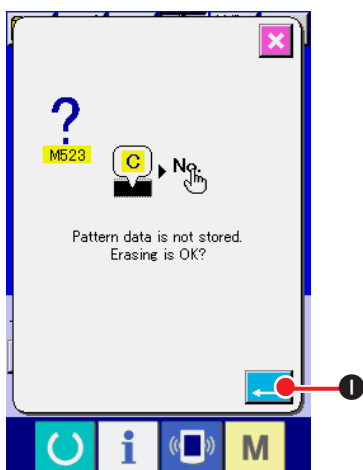 ?
M523
C
No.
Pattern data is not stored.
Erasing is OK?
I
i
M